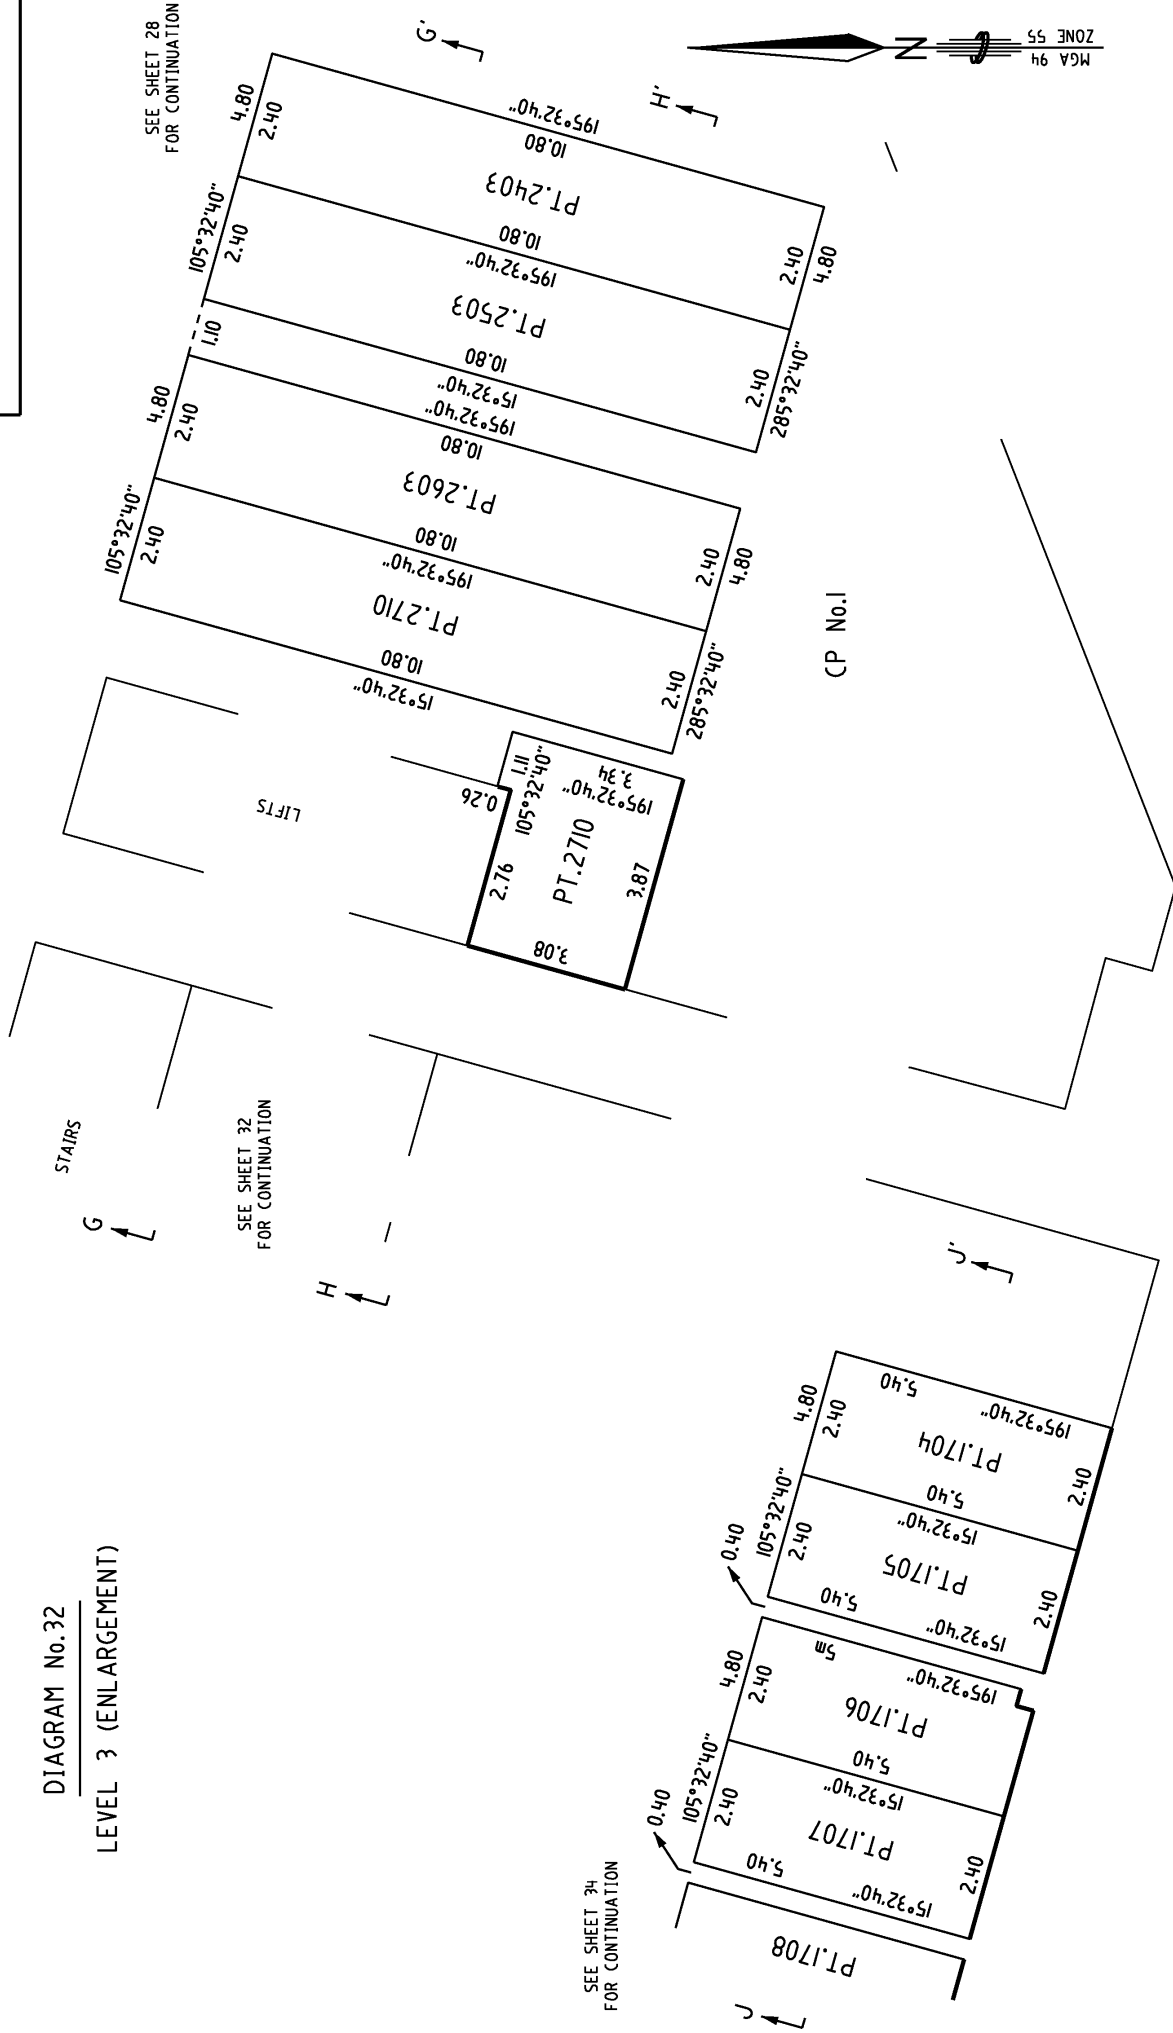 DIAGRAM No.32
LEVEL 3 (ENLARGEMENT)
SEE SHEET 28
FOR CONTINUATION
MGA 94
ZONE 55
N
G'
H'
4.80
2.40
195°32'40"
10.80
PT.2403
105°32'40"
2.40
10.80
195°32'40"
PT.2503
2.40
4.80
1.10
10.80
15°32'40"
2.40
285°32'40"
4.80
2.40
195°32'40"
10.80
PT.2603
105°32'40"
2.40
10.80
195°32'40"
PT.2710
2.40
4.80
10.80
15°32'40"
2.40
285°32'40"
CP No.1
LIFTS
0.26
1.11
105°32'40"
195°32'40"
3.34
2.76
PT.2710
3.87
3.08
STAIRS
G
SEE SHEET 32
FOR CONTINUATION
H
J'
4.80
2.40
5.40
195°32'40"
PT.1704
2.40
105°32'40"
2.40
5.40
15°32'40"
PT.1705
2.40
0.40
5.40
15°32'40"
4.80
2.40
5m
195°32'40"
PT.1706
105°32'40"
2.40
5.40
15°32'40"
PT.1707
2.40
0.40
5.40
15°32'40"
PT.1708
SEE SHEET 34
FOR CONTINUATION
J